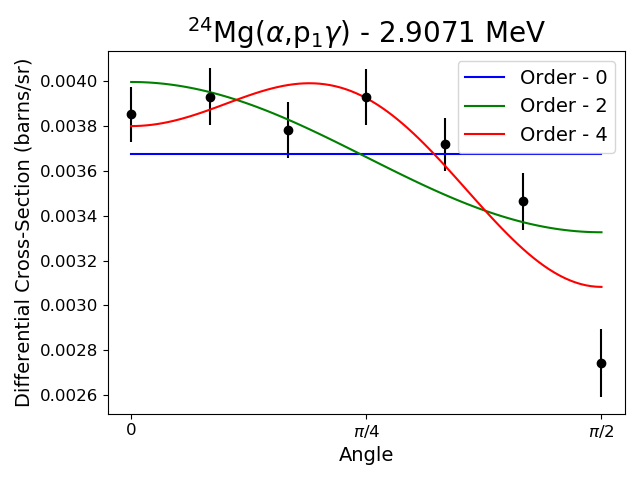 ²⁴Mg(α,p₁γ) - 2.9071 MeV
Order - 0
Order - 2
Order - 4
Differential Cross-Section (barns/sr)
0.0040
0.0038
0.0036
0.0034
0.0032
0.0030
0.0028
0.0026
0 π/4 π/2
Angle